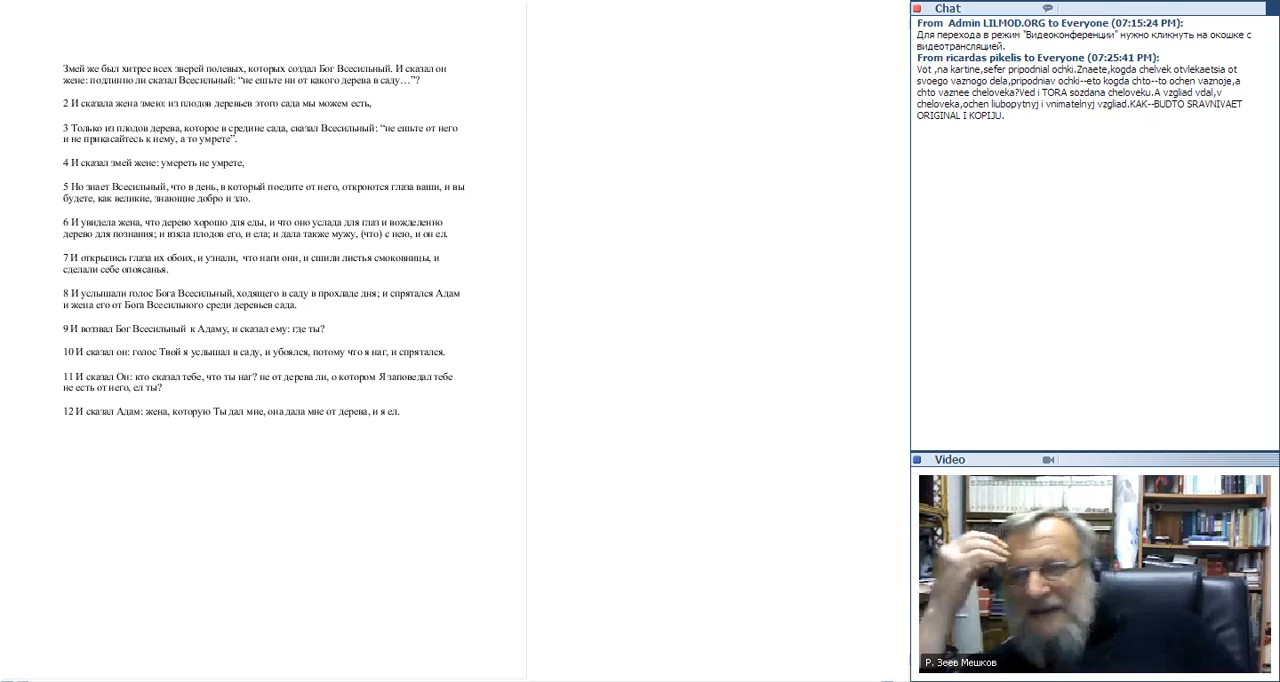 Змей же был хитрее всех зверей полевых, которых создал Бог Всесильный. И сказал он
жене: подлинно ли сказал Всесильный: “не ешьте ни от какого дерева в саду…”?
2 И сказала жена змею: из плодов деревьев этого сада мы можем есть,
3 Только из плодов дерева, которое в средине сада, сказал Всесильный: “не ешьте от него
и не прикасайтесь к нему, а то умрете”.
4 И сказал змей жене: умереть не умрете,
5 Но знает Всесильный, что в день, в который поедите от него, откроются глаза ваши, и вы
будете, как великие, знающие добро и зло.
6 И увидела жена, что дерево хорошо для еды, и что оно услада для глаз и вожделенно
дерево для познания; и взяла плодов его, и ела; и дала также мужу, (что) с нею, и он ел.
7 И открылись глаза их обоих, и узнали, что наги они, и сшили листья смоковницы, и
сделали себе опоясанья.
8 И услышали голос Бога Всесильный, ходящего в саду в прохладе дня; и спрятался Адам
и жена его от Бога Всесильного среди деревьев сада.
9 И воззвал Бог Всесильный к Адаму, и сказал ему: где ты?
10 И сказал он: голос Твой я услышал в саду, и убоялся, потому что я наг, и спрятался.
11 И сказал Он: кто сказал тебе, что ты наг? не от дерева ли, о котором Я заповедал тебе
не есть от него, ел ты?
12 И сказал Адам: жена, которую Ты дал мне, она дала мне от дерева, и я ел.
Chat
From Admin LILMOD.ORG to Everyone (07:15:24 PM):
Для перехода в режим "Видеоконференции" нужно кликнуть на окошке с
видеотрансляцией.
From ricardas pikelis to Everyone (07:25:41 PM):
Vot ,na kartine,sefer pripodnial ochki.Znaete,kogda chelvek otvlekaetsia ot
svoego vaznogo dela,pripodniav ochki--eto kogda chto--to ochen vaznoje,a
chto vaznee cheloveka?Ved i TORA sozdana cheloveku.A vzgliad vdal,v
cheloveka,ochen liubopytnyj i vnimatelnyj vzgliad.KAK--BUDTO SRAVNIVAET
ORIGINAL I KOPIJU.
Video
Р. Зеев Мешков